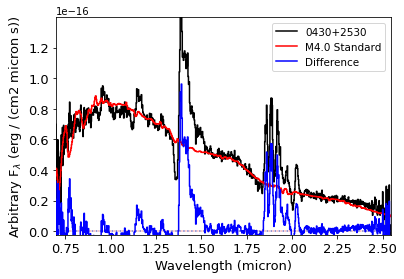 1e−16
0430+2530
M4.0 Standard
Difference
Arbitrary Fλ (erg / (cm2 micron s))
1.2
1.0
0.8
0.6
0.4
0.2
0.0
0.75 1.00 1.25 1.50 1.75 2.00 2.25 2.50
Wavelength (micron)